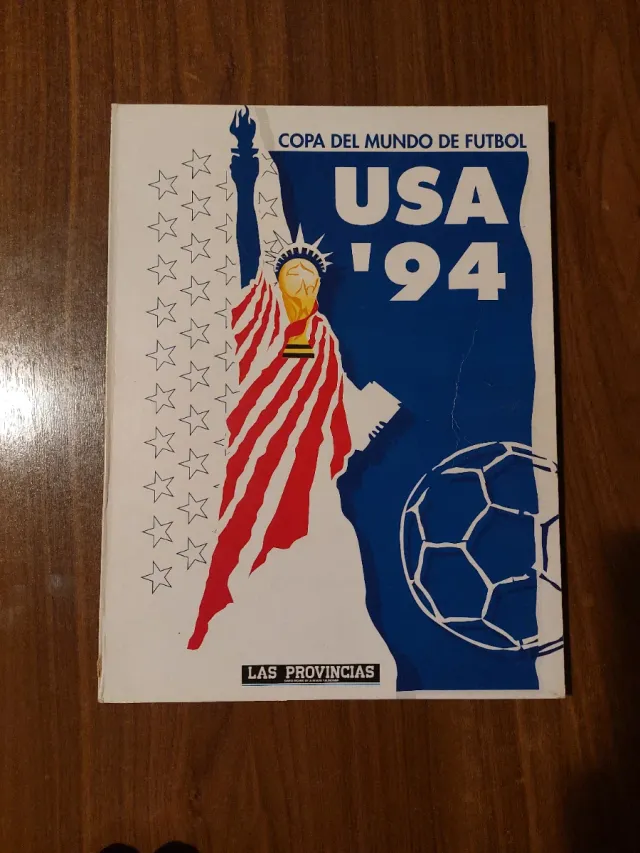 COPA DEL MUNDO DE FUTBOL
USA
'94
LAS PROVINCIAS